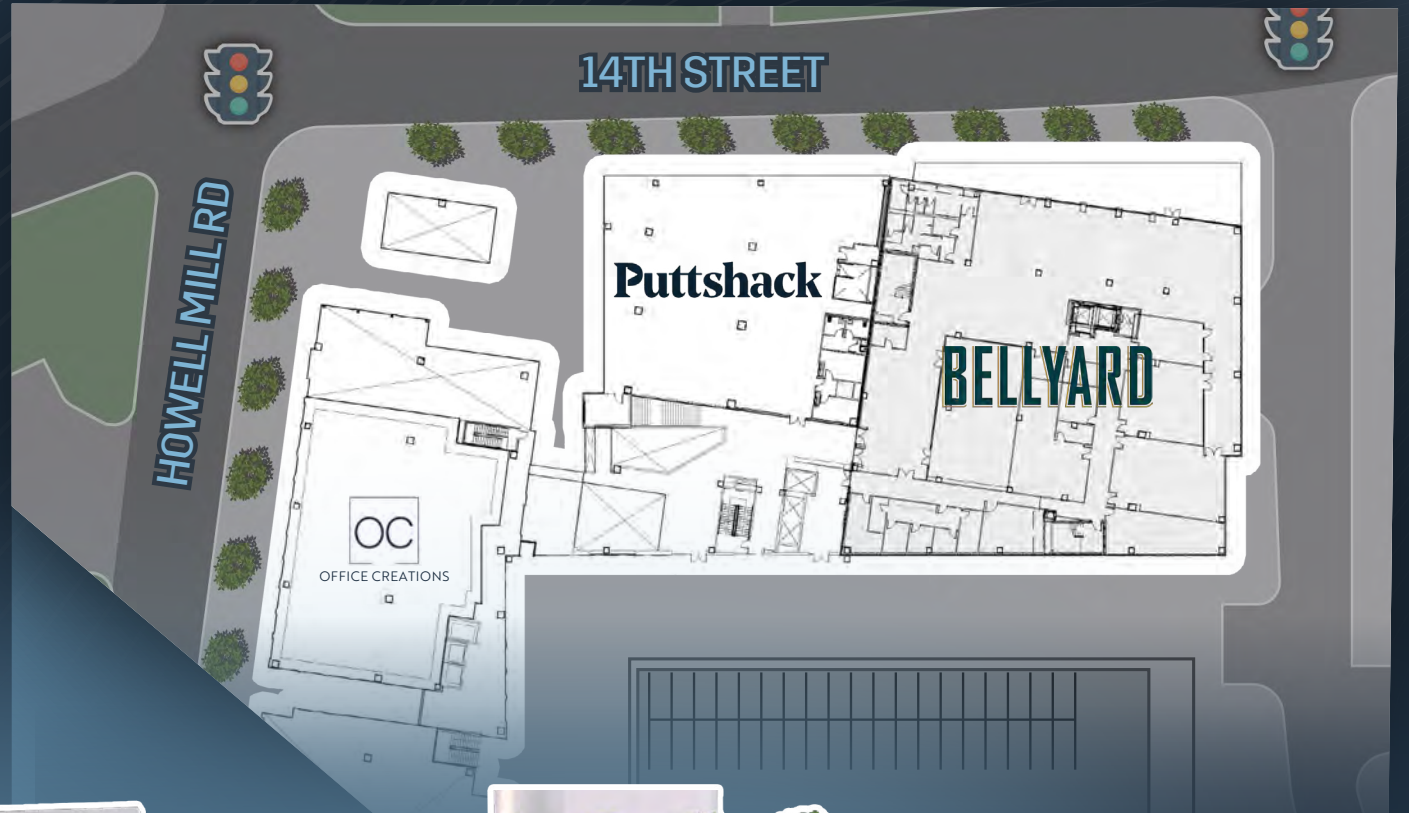 14TH STREET
HOWELL MILL RD
Puttshack
BELLYARD
OC
OFFICE CREATIONS